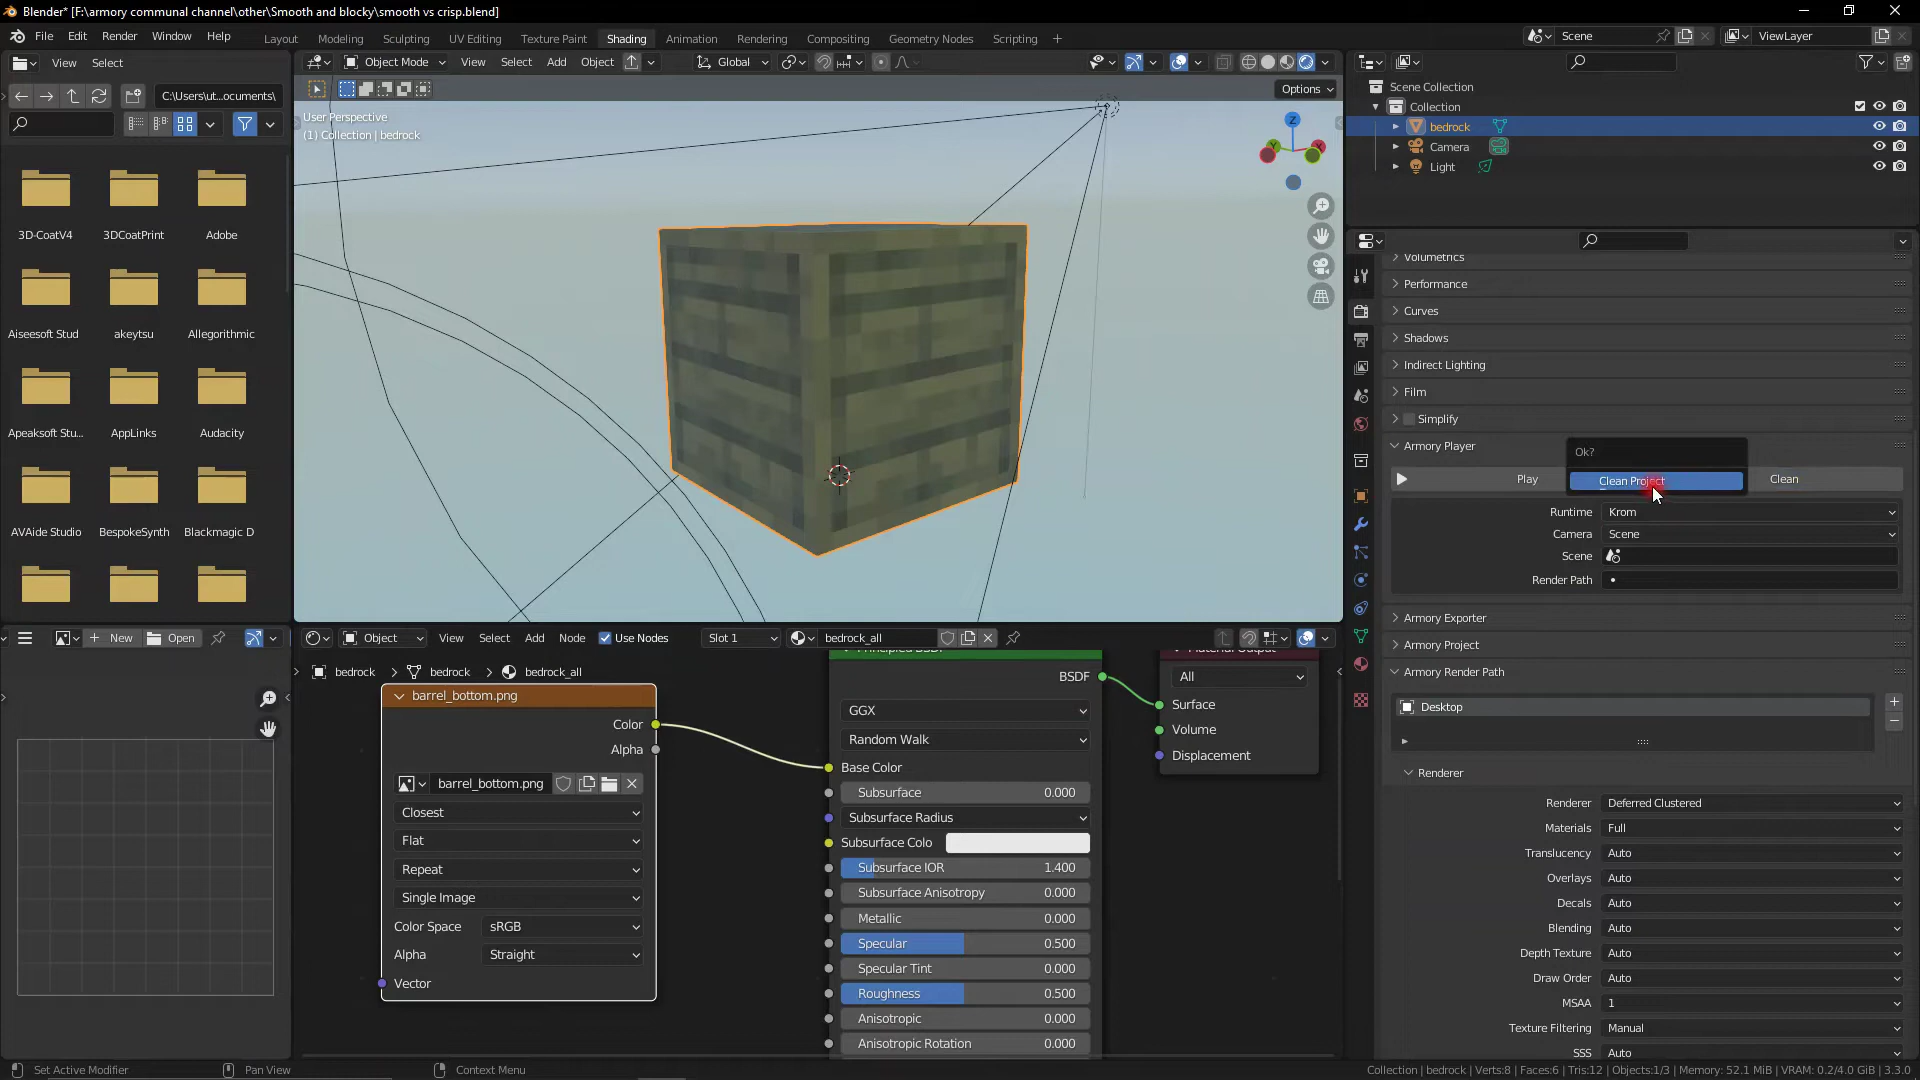 Blender* [F:\armory communal channel\other\Smooth and blocky\smooth vs crisp.blend]
File Edit Render Window Help
Layout Modeling Sculpting UV Editing Texture Paint Shading Animation Rendering Compositing Geometry Nodes Scripting +
Scene
ViewLayer
View Select
Object Mode View Select Add Object Global
C:\Users\ut...ocuments\
Options
User Perspective
(1) Collection | bedrock
Z
Scene Collection
Collection
bedrock
Camera
Light
3D-CoatV4 3DCoatPrint Adobe
Aiseesoft Stud akeytsu Allegorithmic
Apeaksoft Stu... AppLinks Audacity
AVAide Studio BespokeSynth Blackmagic D
Volumetrics
Performance
Curves
Shadows
Indirect Lighting
Film
Simplify
Armory Player
Ok?
Clean Project
Play
Clean
Runtime Krom
Camera Scene
Scene
Render Path
Armory Exporter
Armory Project
Armory Render Path
Desktop
Renderer
Renderer Deferred Clustered
Materials Full
Translucency Auto
Overlays Auto
Decals Auto
Blending Auto
Depth Texture Auto
Draw Order Auto
MSAA 1
Texture Filtering Manual
SSS Auto
New Open
Object View Select Add Node Use Nodes Slot 1 bedrock_all
bedrock > bedrock > bedrock_all
barrel_bottom.png
Color
Alpha
barrel_bottom.png
Closest
Flat
Repeat
Single Image
Color Space sRGB
Alpha Straight
Vector
Principled BSDF
BSDF
GGX
Random Walk
Base Color
Subsurface 0.000
Subsurface Radius
Subsurface Colo
Subsurface IOR 1.400
Subsurface Anisotropy 0.000
Metallic 0.000
Specular 0.500
Specular Tint 0.000
Roughness 0.500
Anisotropic 0.000
Anisotropic Rotation 0.000
Material Output
All
Surface
Volume
Displacement
Set Active Modifier
Pan View
Context Menu
Collection | bedrock | Verts:8 | Faces:6 | Tris:12 | Objects:1/3 | Memory: 52.1 MiB | VRAM: 0.2/4.0 GiB | 3.3.0